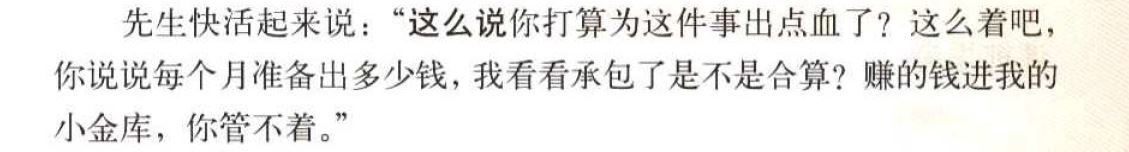 先生快活起来说：“这么说你打算为这件事出点血了？这么着吧，
你说说每个月准备出多少钱，我看看承包了是不是合算？赚的钱进我的
小金库，你管不着。”